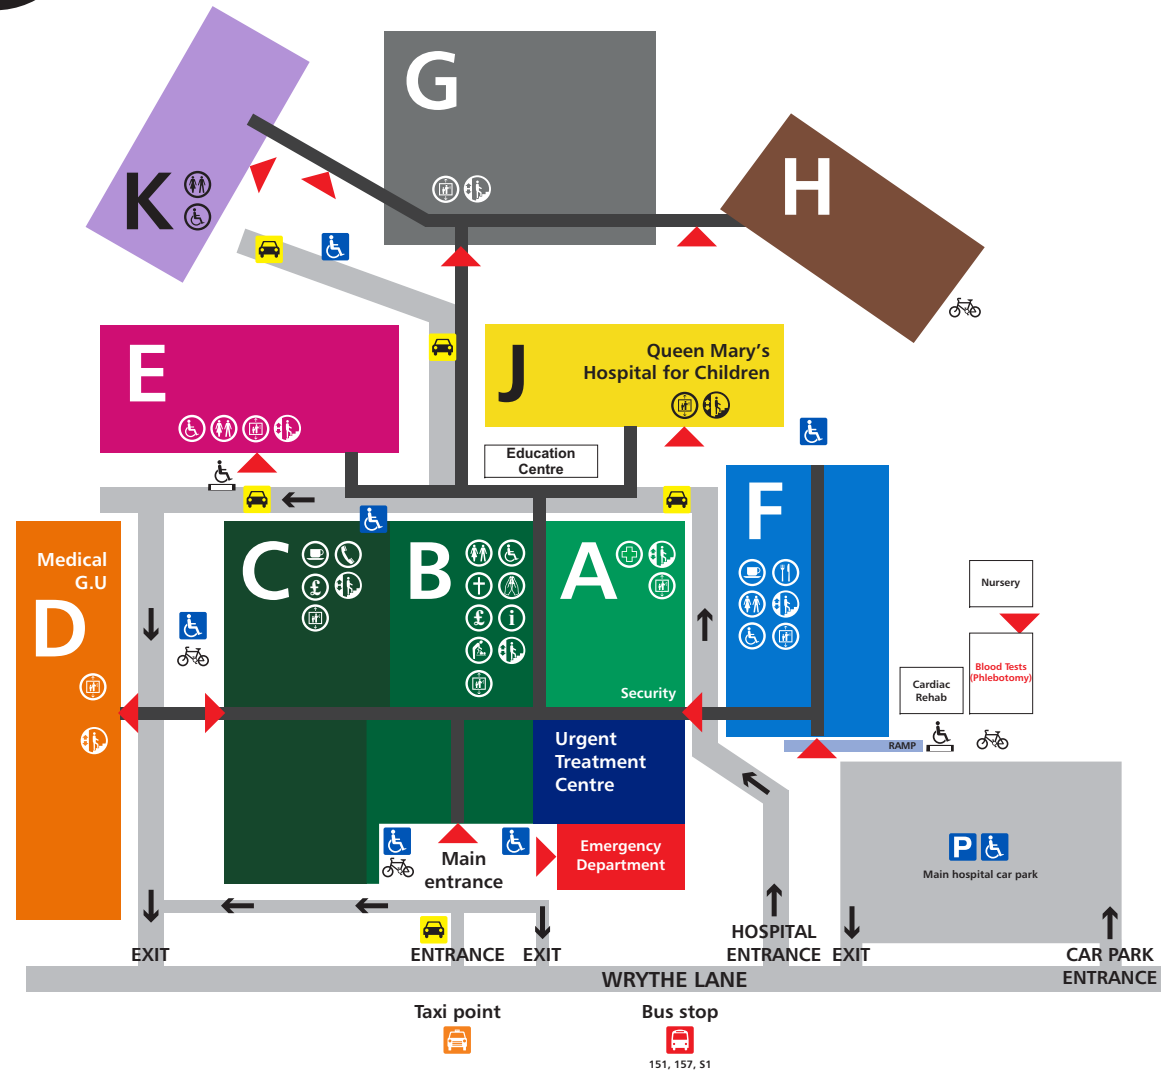 G
H
K
E
J
Queen Mary's
Hospital for Children
Education
Centre
F
Medical
G.U
D
C
B
A
£
£
i
Security
Nursery
Blood Tests
(Phlebotomy)
Cardiac
Rehab
RAMP
Urgent
Treatment
Centre
Main
entrance
Emergency
Department
P
Main hospital car park
EXIT
ENTRANCE
EXIT
HOSPITAL
ENTRANCE
EXIT
CAR PARK
ENTRANCE
WRYTHE LANE
Taxi point
Bus stop
151, 157, S1